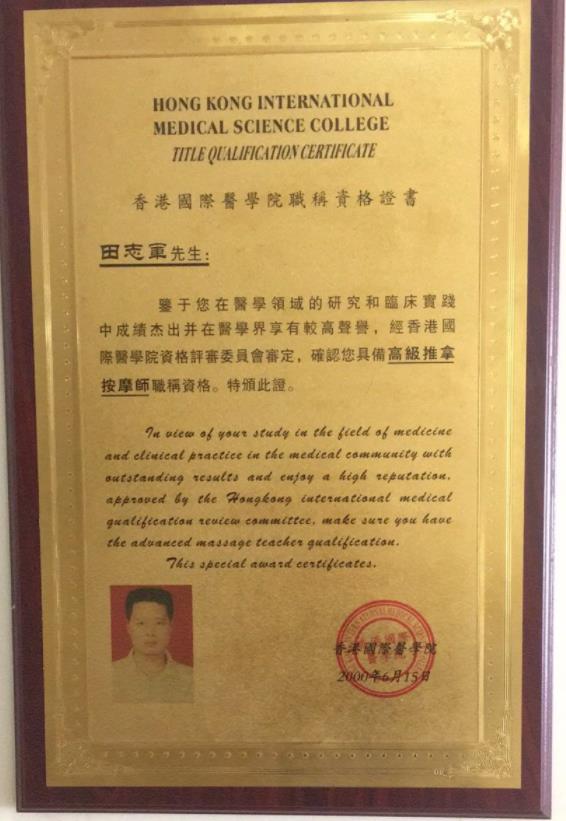 HONG KONG INTERNATIONAL
MEDICAL SCIENCE COLLEGE
TITLE QUALIFICATION CERTIFICATE
香港國際醫學院職稱資格證書
田志軍先生:
鑒于您在醫學領域的研究和臨床實踐
中成绩杰出并在醫學界享有較高聲譽，經香港國
際醫學院資格評審委員會審定，確認您具備高級推拿
按摩師職稱資格。特頒此證。
In view of your study in the field of medicine
and clinical practice in the medical community with
outstanding results and enjoy a high reputation,
approved by the Hongkong international medical
qualification review committee, make sure you have
the advanced massage teacher qualification.
This special award certificates.
香港國際醫學院
2000年6月15日